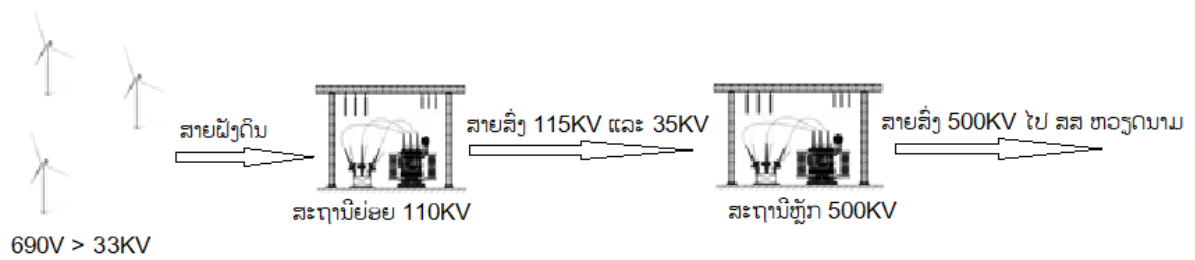 ສາຍຝັງດິນ
ສາຍສົ່ງ 115KV ແລະ 35KV
ສາຍສົ່ງ 500KV ໄປ ສສ ຫວຽດນາມ
ສະຖານີຍ່ອຍ 110KV
ສະຖານີຫຼັກ 500KV
690V > 33KV